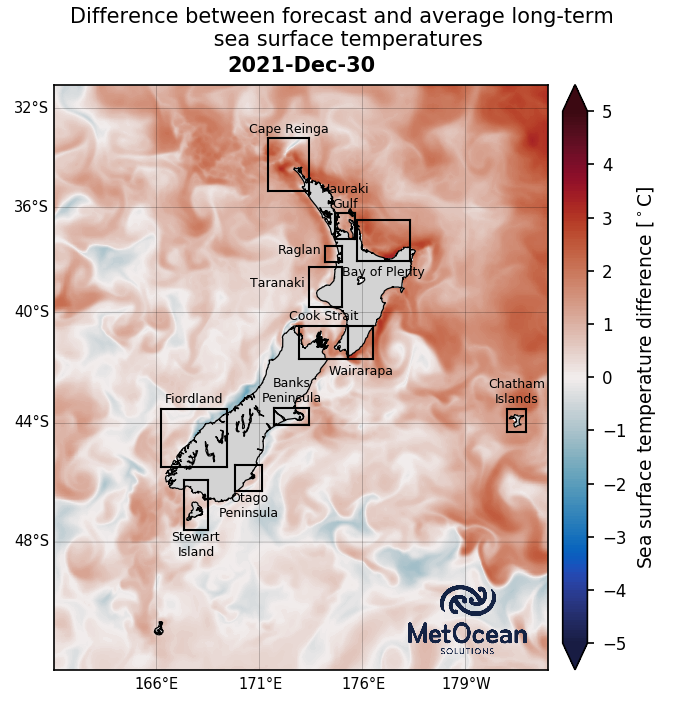 Difference between forecast and average long-term
sea surface temperatures
2021-Dec-30
32°S
36°S
40°S
44°S
48°S
Cape Reinga
Hauraki
Gulf
Raglan
Bay of Plenty
Taranaki
Cook Strait
Wairarapa
Banks
Peninsula
Fiordland
Chatham
Islands
Otago
Peninsula
Stewart
Island
MetOcean
SOLUTIONS
166°E
171°E
176°E
179°W
5
4
3
2
1
0
−1
−2
−3
−4
−5
Sea surface temperature difference [°C]